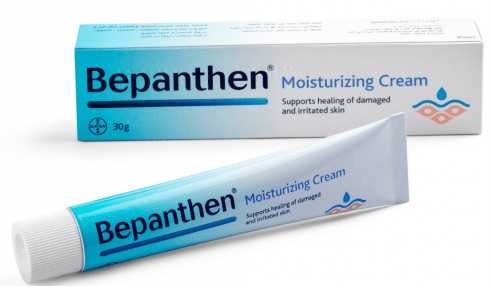 Bepanthen® Moisturizing Cream
Supports healing of damaged
and irritated skin
BAYER
30g
Bepanthen® Moisturizing Cream
Supports healing of damaged
and irritated skin